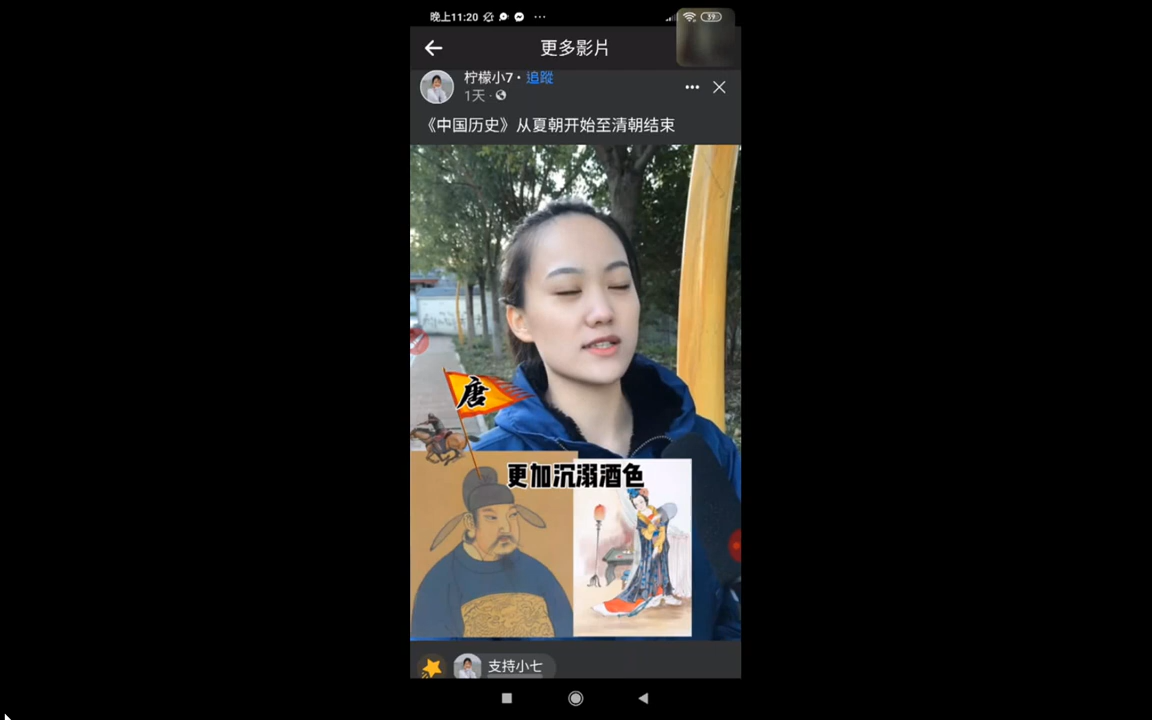 晚上11:20
39
更多影片
柠檬小7 · 追蹤
1天
《中国历史》从夏朝开始至清朝结束
唐
更加沉溺酒色
支持小七